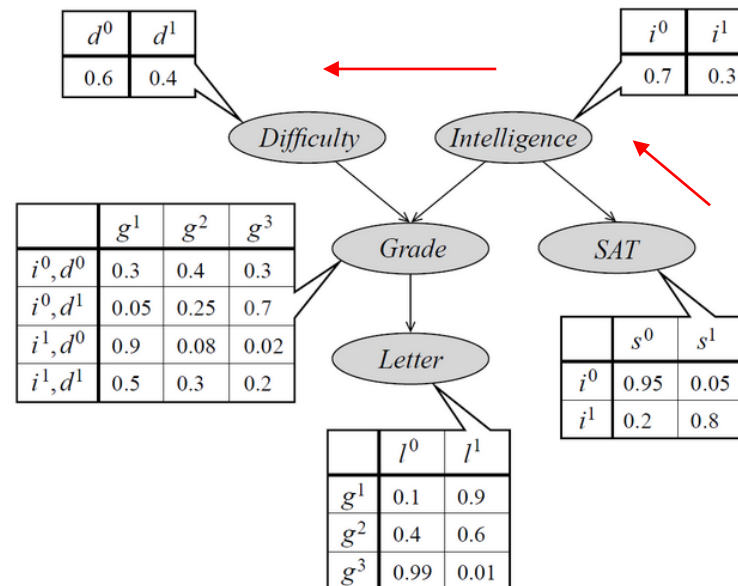 d⁰ d¹
0.6 0.4
i⁰ i¹
0.7 0.3
Difficulty
Intelligence
g¹ g² g³
i⁰, d⁰ 0.3 0.4 0.3
i⁰, d¹ 0.05 0.25 0.7
i¹, d⁰ 0.9 0.08 0.02
i¹, d¹ 0.5 0.3 0.2
Grade
SAT
Letter
s⁰ s¹
i⁰ 0.95 0.05
i¹ 0.2 0.8
l⁰ l¹
g¹ 0.1 0.9
g² 0.4 0.6
g³ 0.99 0.01